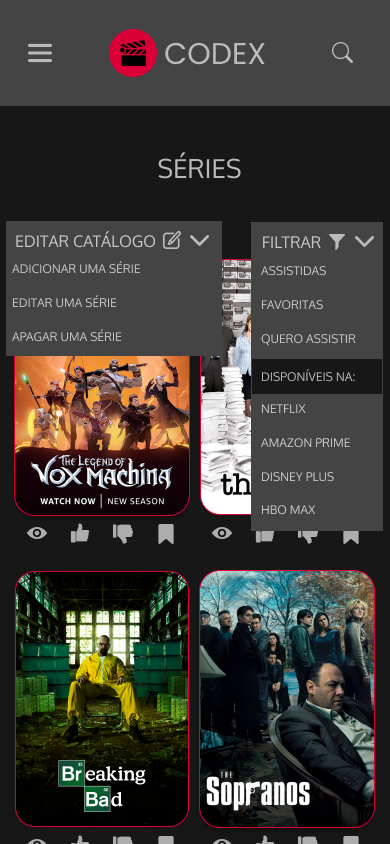 CODEX
SÉRIES
EDITAR CATÁLOGO
ADICIONAR UMA SÉRIE
EDITAR UMA SÉRIE
APAGAR UMA SÉRIE
FILTRAR
ASSISTIDAS
FAVORITAS
QUERO ASSISTIR
DISPONÍVEIS NA:
NETFLIX
AMAZON PRIME
DISNEY PLUS
HBO MAX
THE LEGEND OF
VOX MACHINA
WATCH NOW | NEW SEASON
th
Breaking
Bad
THE
Sopranos